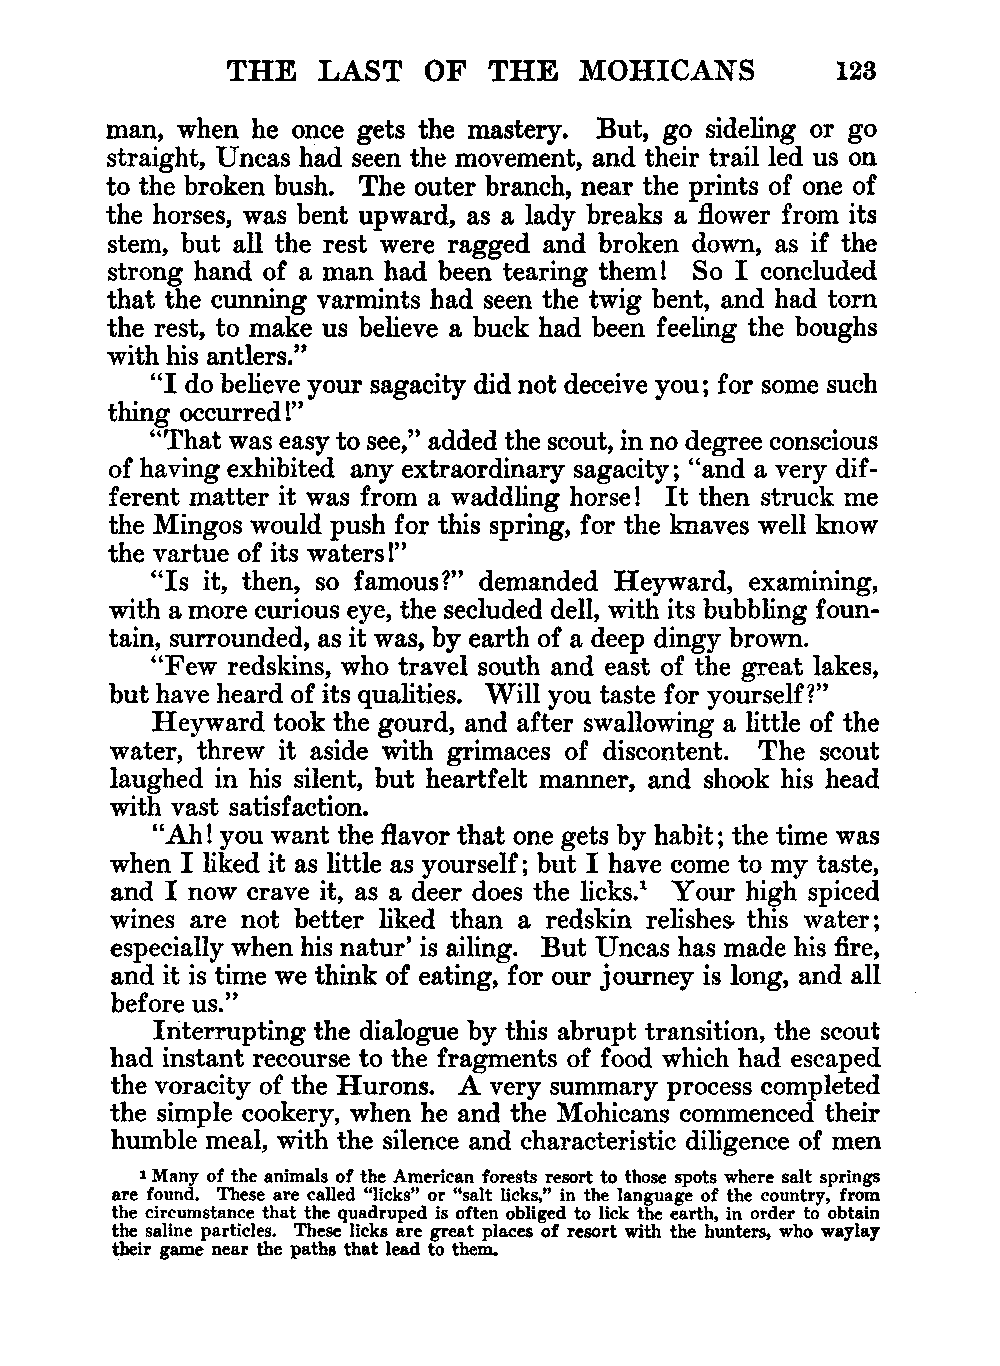 THE LAST OF THE MOHICANS 123
man, when he once gets the mastery. But, go sideling or go
straight, Uncas had seen the movement, and their trail led us on
to the broken bush. The outer branch, near the prints of one of
the horses, was bent upward, as a lady breaks a flower from its
stem, but all the rest were ragged and broken down, as if the
strong hand of a man had been tearing them! So I concluded
that the cunning varmints had seen the twig bent, and had torn
the rest, to make us believe a buck had been feeling the boughs
with his antlers.”
“I do believe your sagacity did not deceive you; for some such
thing occurred!”
“That was easy to see,” added the scout, in no degree conscious
of having exhibited any extraordinary sagacity; “and a very dif-
ferent matter it was from a waddling horse! It then struck me
the Mingos would push for this spring, for the knaves well know
the vartue of its waters!”
“Is it, then, so famous?” demanded Heyward, examining,
with a more curious eye, the secluded dell, with its bubbling foun-
tain, surrounded, as it was, by earth of a deep dingy brown.
“Few redskins, who travel south and east of the great lakes,
but have heard of its qualities. Will you taste for yourself?”
Heyward took the gourd, and after swallowing a little of the
water, threw it aside with grimaces of discontent. The scout
laughed in his silent, but heartfelt manner, and shook his head
with vast satisfaction.
“Ah! you want the flavor that one gets by habit; the time was
when I liked it as little as yourself; but I have come to my taste,
and I now crave it, as a deer does the licks.¹ Your high spiced
wines are not better liked than a redskin relishes this water;
especially when his natur’ is ailing. But Uncas has made his fire,
and it is time we think of eating, for our journey is long, and all
before us.”
Interrupting the dialogue by this abrupt transition, the scout
had instant recourse to the fragments of food which had escaped
the voracity of the Hurons. A very summary process completed
the simple cookery, when he and the Mohicans commenced their
humble meal, with the silence and characteristic diligence of men
¹ Many of the animals of the American forests resort to those spots where salt springs
are found. These are called “licks” or “salt licks,” in the language of the country, from
the circumstance that the quadruped is often obliged to lick the earth, in order to obtain
the saline particles. These licks are great places of resort with the hunters, who waylay
their game near the paths that lead to them.